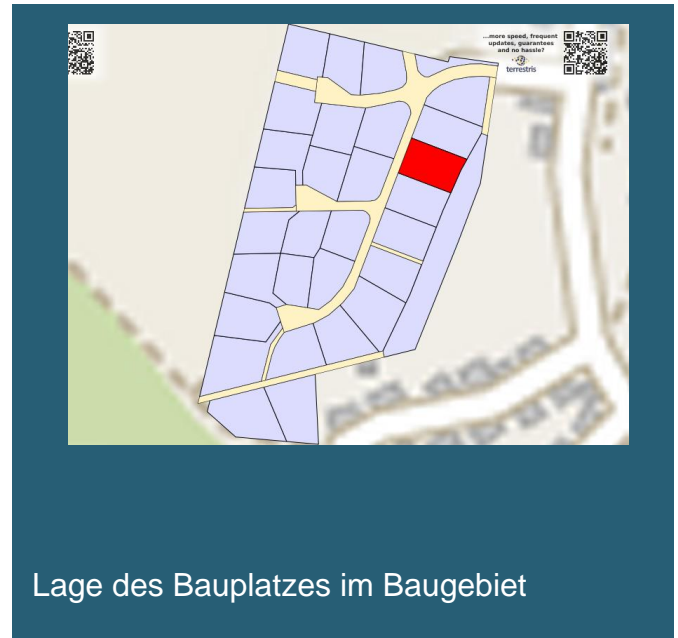 ...more speed, frequent
updates, guarantees
and no hassle?
terrestris
Lage des Bauplatzes im Baugebiet